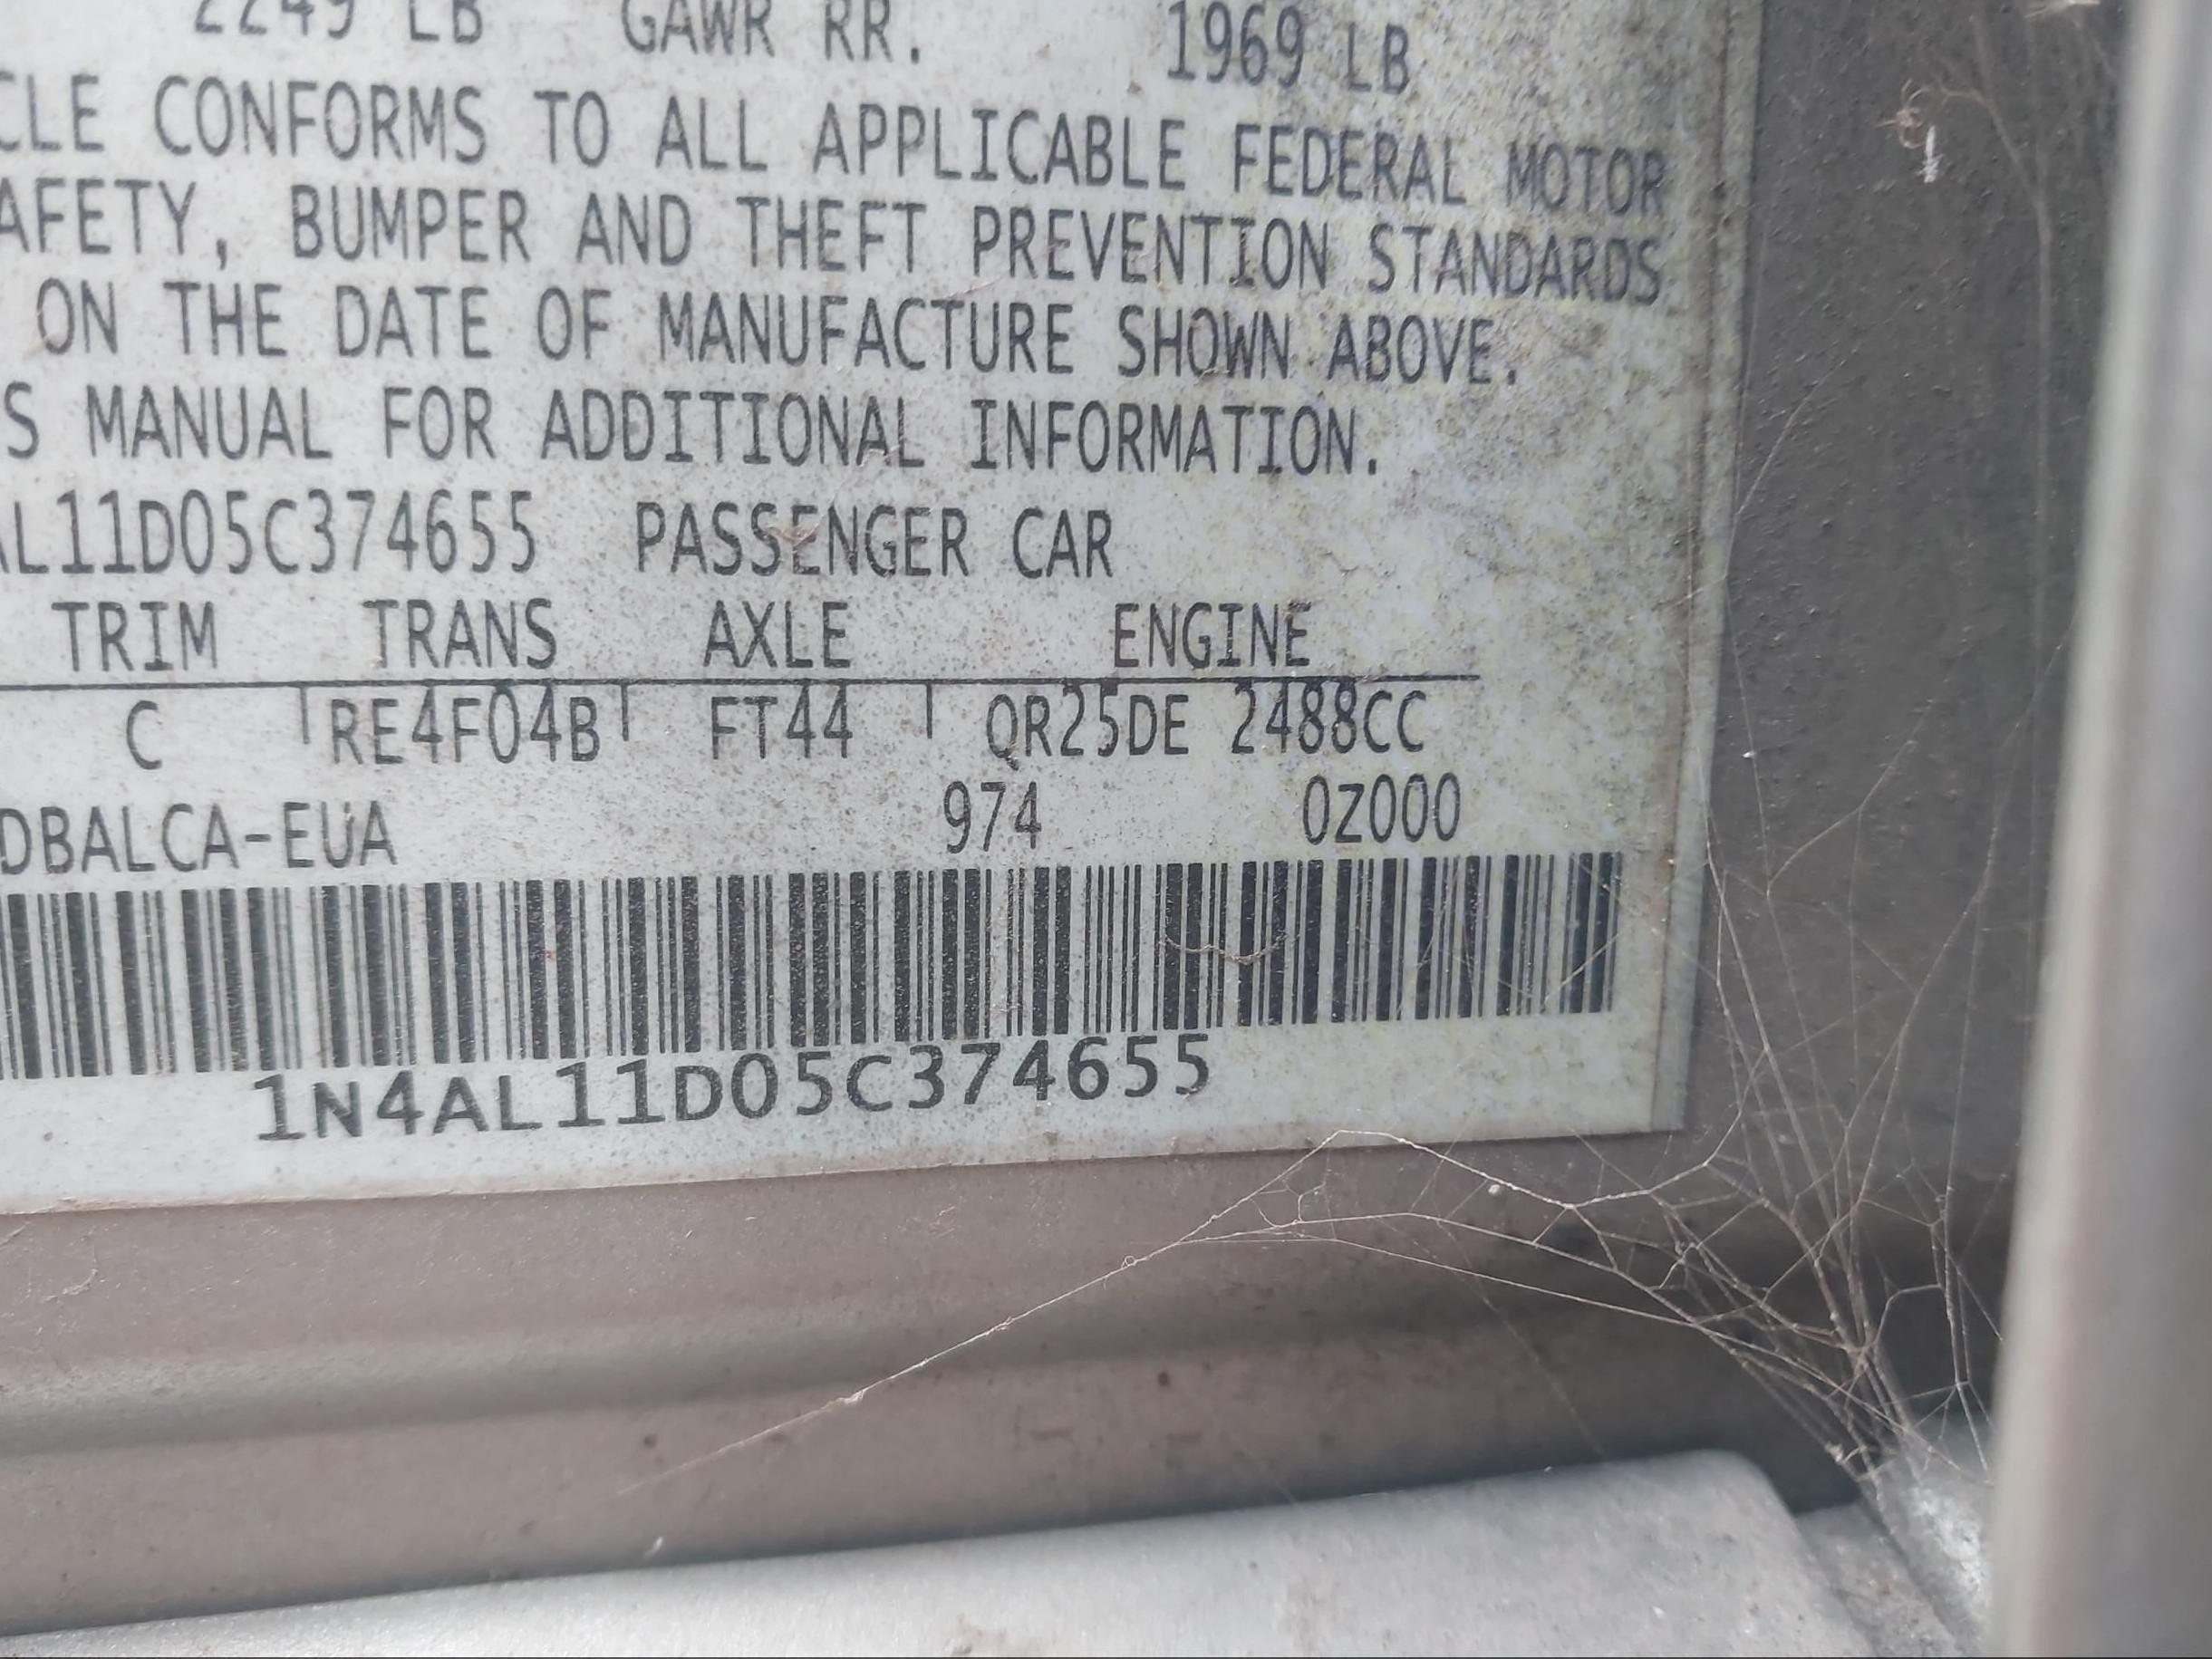 2249 LB GAWR RR. 1969 LB
CLE CONFORMS TO ALL APPLICABLE FEDERAL MOTOR
AFETY, BUMPER AND THEFT PREVENTION STANDARDS
ON THE DATE OF MANUFACTURE SHOWN ABOVE.
S MANUAL FOR ADDITIONAL INFORMATION.
AL11D05C374655 PASSENGER CAR
TRIM TRANS AXLE ENGINE
C RE4F04B FT44 QR25DE 2488CC
DBALCA-EUA 974 0Z000
1N4AL11D05C374655